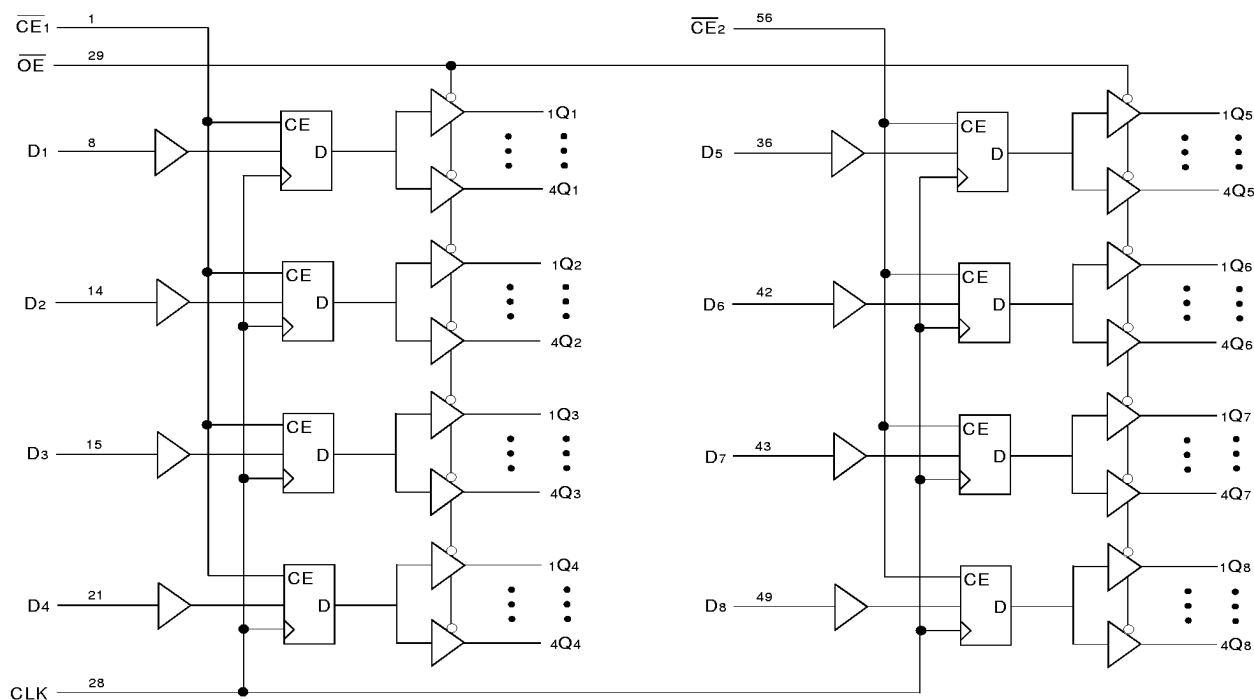 CE1 1
OE 29
CE
D1 8 D
1Q1
4Q1
CE
D2 14 D
1Q2
4Q2
CE
D3 15 D
1Q3
4Q3
CE
D4 21 D
1Q4
4Q4
CLK 28
CE2 56
CE
D5 36 D
1Q5
4Q5
CE
D6 42 D
1Q6
4Q6
CE
D7 43 D
1Q7
4Q7
CE
D8 49 D
1Q8
4Q8